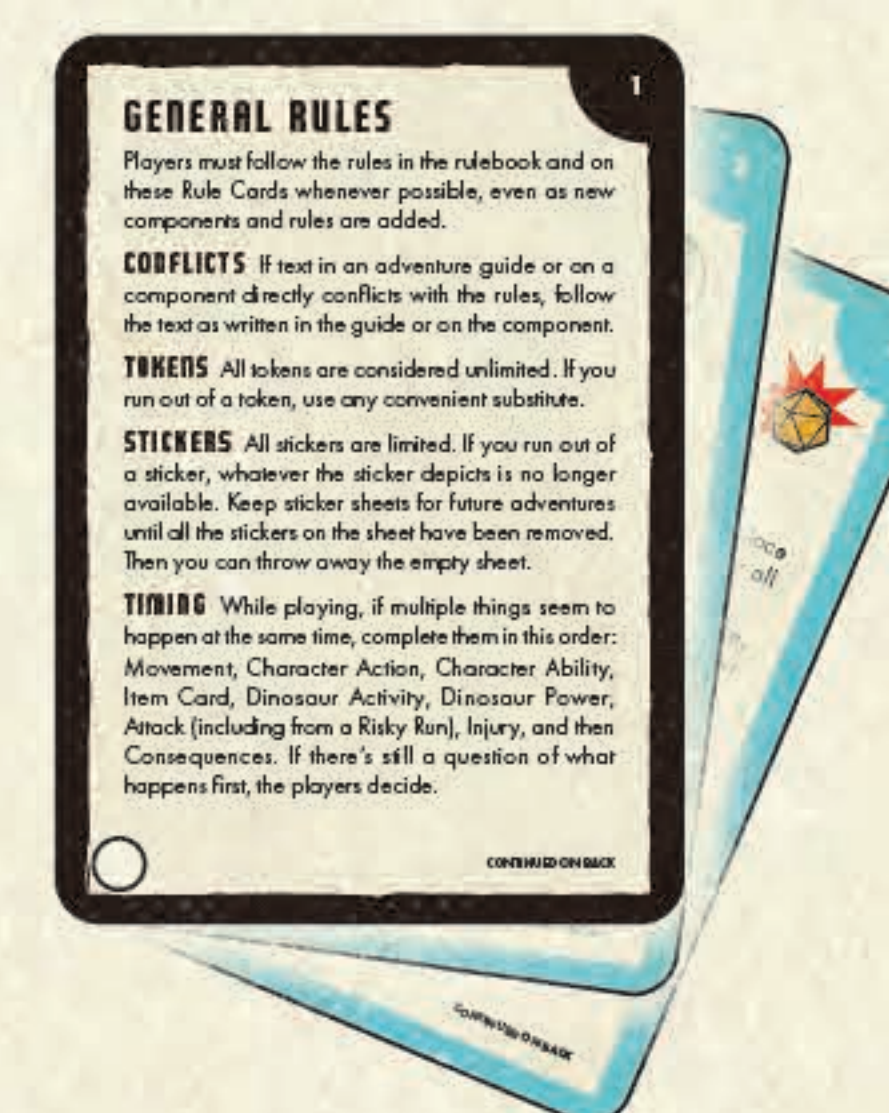 1
GENERAL RULES
Players must follow the rules in the rulebook and on
these Rule Cards whenever possible, even as new
components and rules are added.
CONFLICTS If text in an adventure guide or on a
component directly conflicts with the rules, follow
the text as written in the guide or on the component.
TOKENS All tokens are considered unlimited. If you
run out of a token, use any convenient substitute.
STICKERS All stickers are limited. If you run out of
a sticker, whatever the sticker depicts is no longer
available. Keep sticker sheets for future adventures
until all the stickers on the sheet have been removed.
Then you can throw away the empty sheet.
TIMING While playing, if multiple things seem to
happen at the same time, complete them in this order:
Movement, Character Action, Character Ability,
Item Card, Dinosaur Activity, Dinosaur Power,
Attack (including from a Risky Run), Injury, and then
Consequences. If there's still a question of what
happens first, the players decide.
CONTINUED ON BACK
all
CONTINUED ON BACK